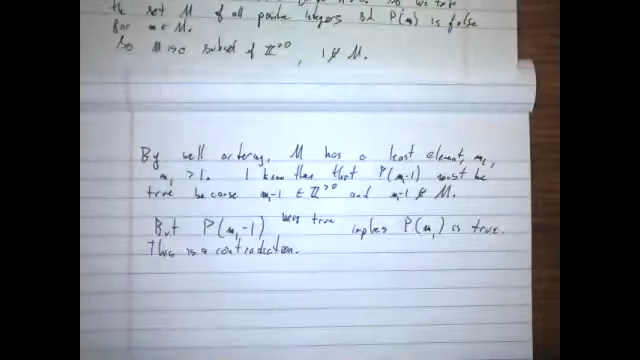 the set M of all positive integers st P(m) is false
for m ∈ M.
So M is a subset of ℤ^{>0}, 1 ∉ M.
By well ordering, M has a least element, m₁,
m₁ > 1. I know then that P(m₁-1) must be
true because m₁-1 ∈ ℤ^{>0} and m₁-1 ∉ M.
But P(m₁-1) being true implies P(m₁) is true.
This is a contradiction.